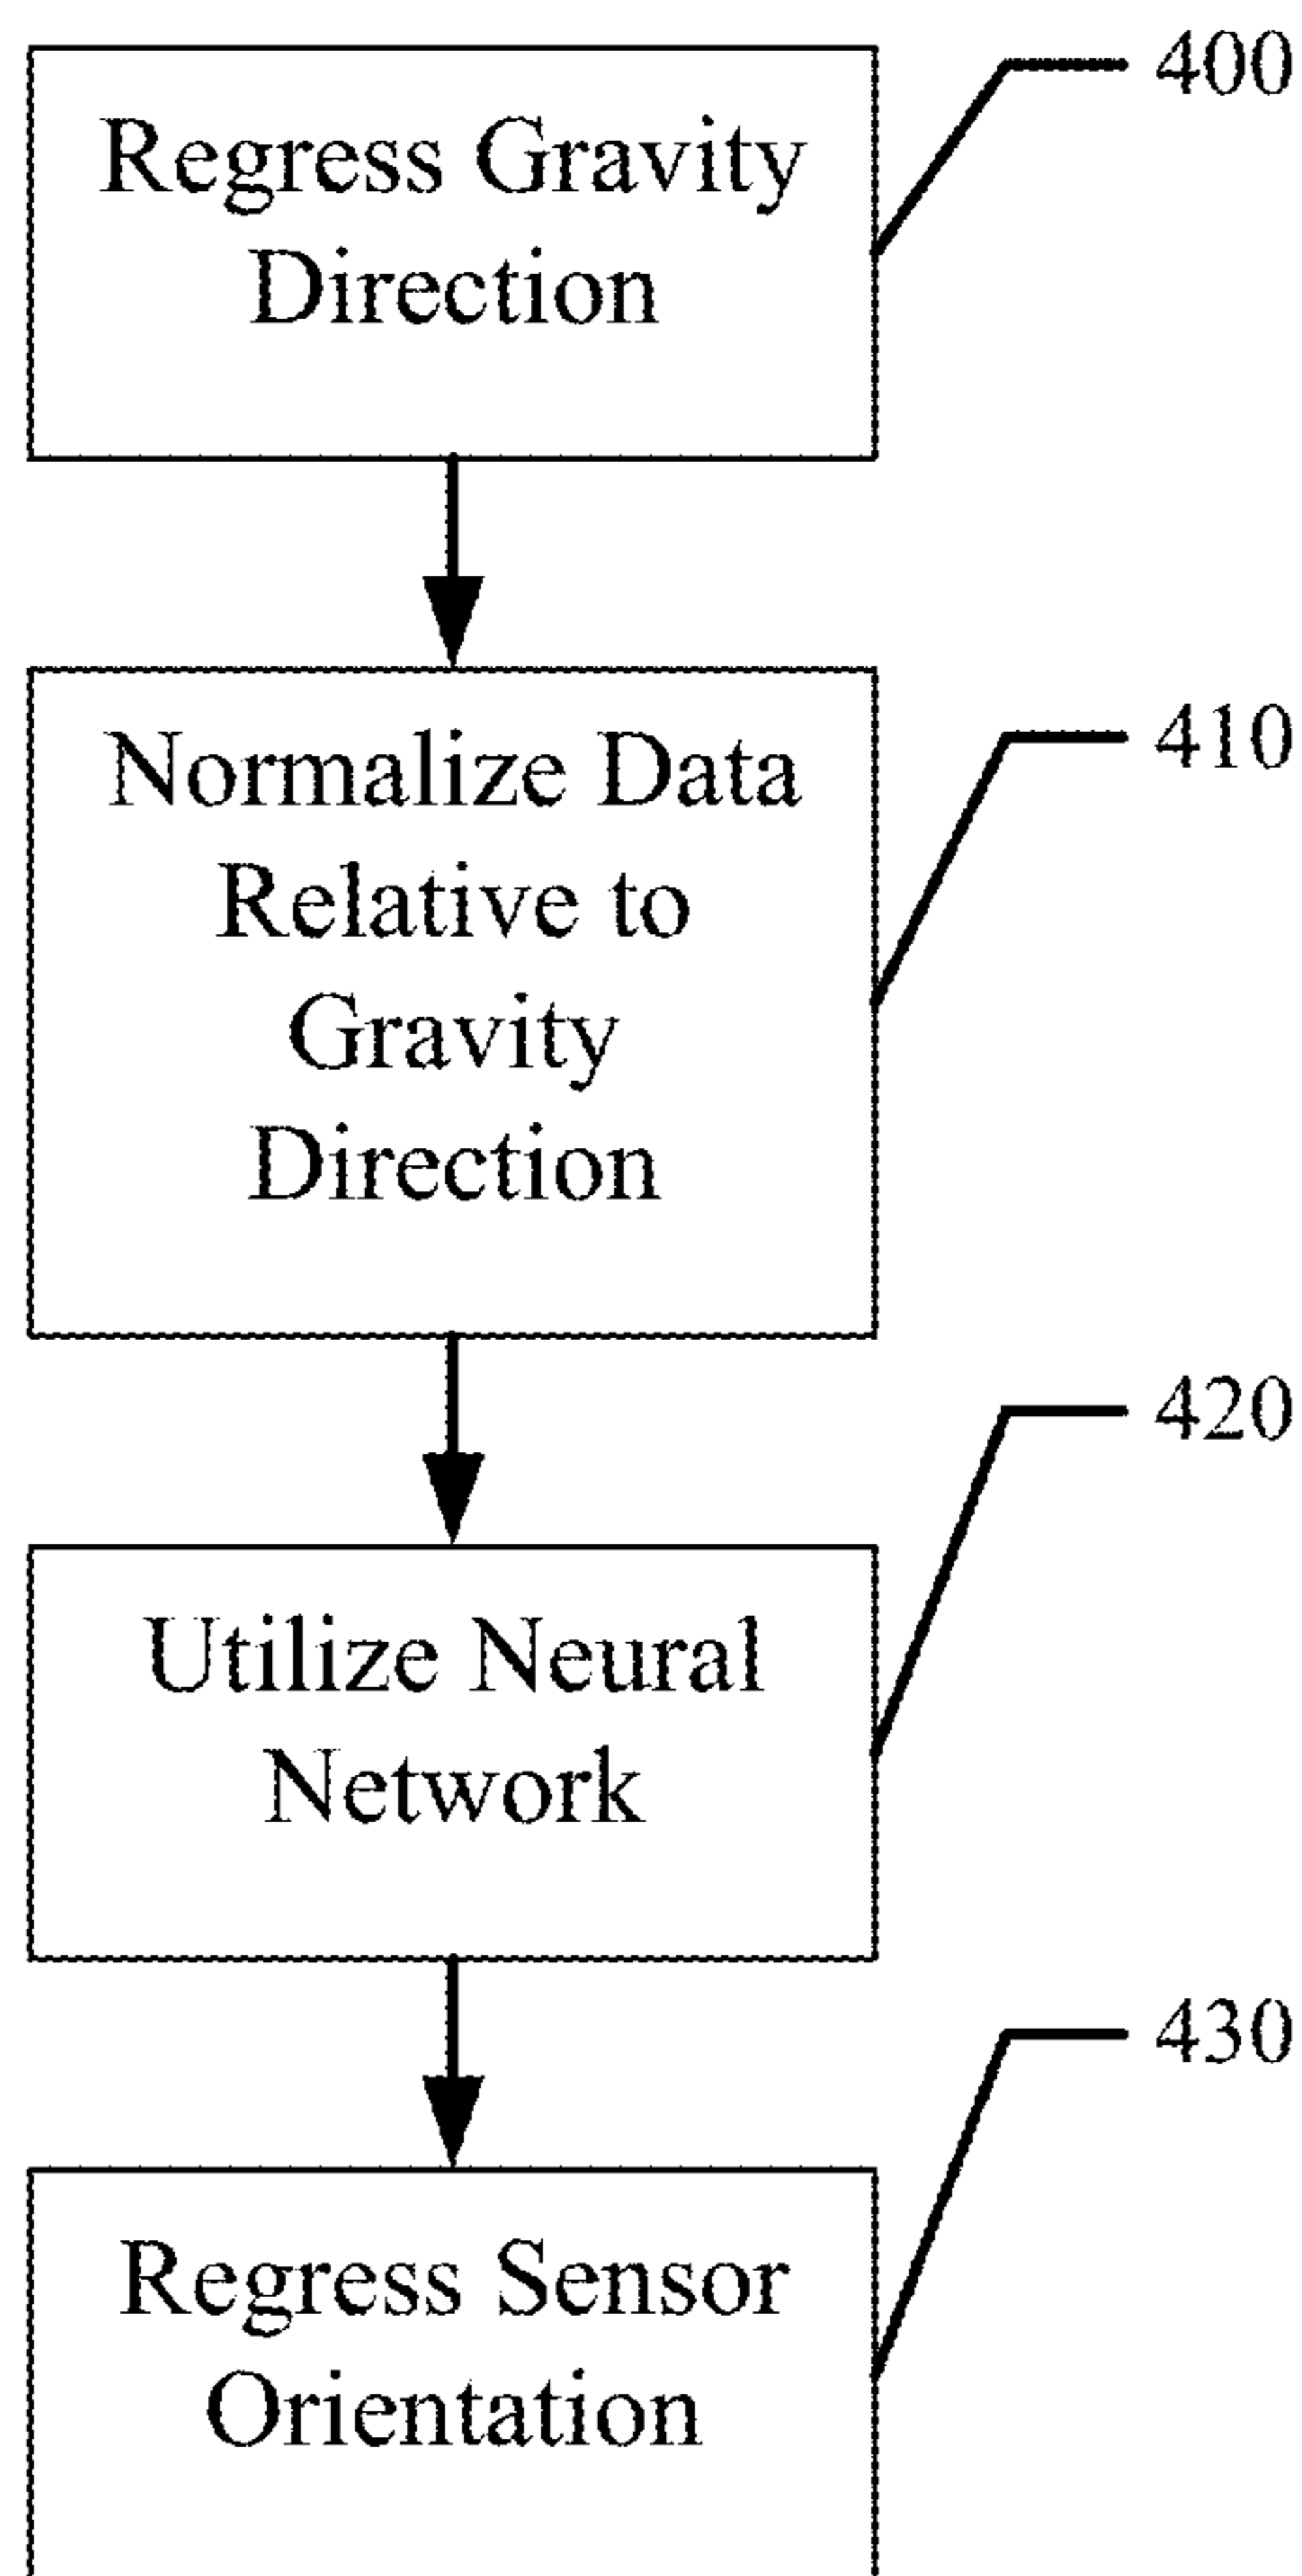 400
Regress Gravity
Direction
410
Normalize Data
Relative to
Gravity
Direction
420
Utilize Neural
Network
430
Regress Sensor
Orientation